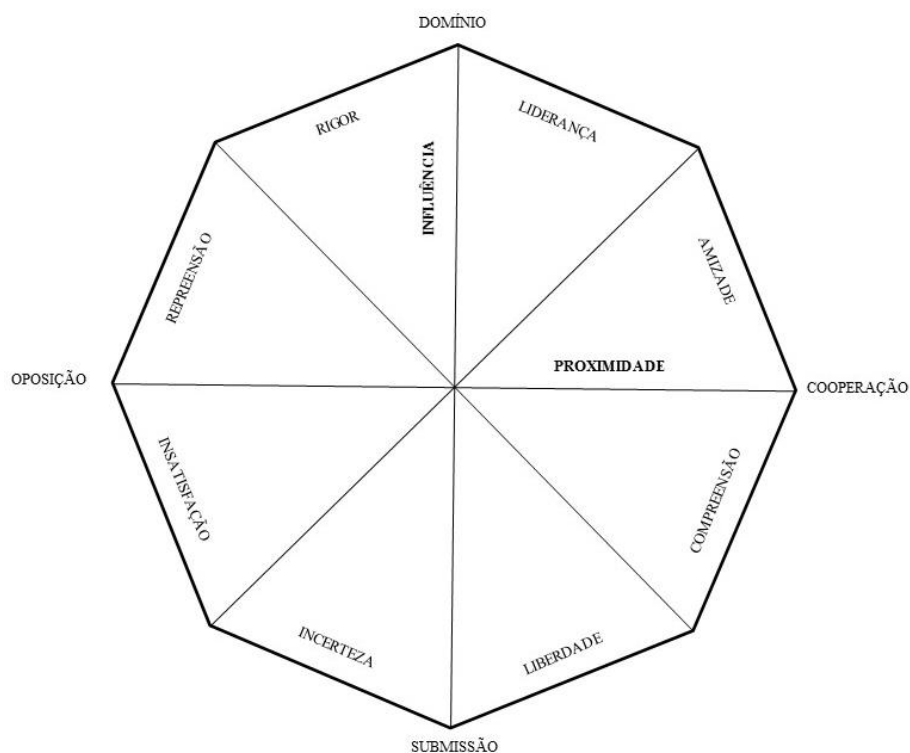 DOMÍNIO
RIGOR
LIDERANÇA
INFLUÊNCIA
REPREENSÃO
AMIZADE
PROXIMIDADE
OPOSIÇÃO
COOPERAÇÃO
INSATISFAÇÃO
COMPREENSÃO
INCERTEZA
LIBERDADE
SUBMISSÃO